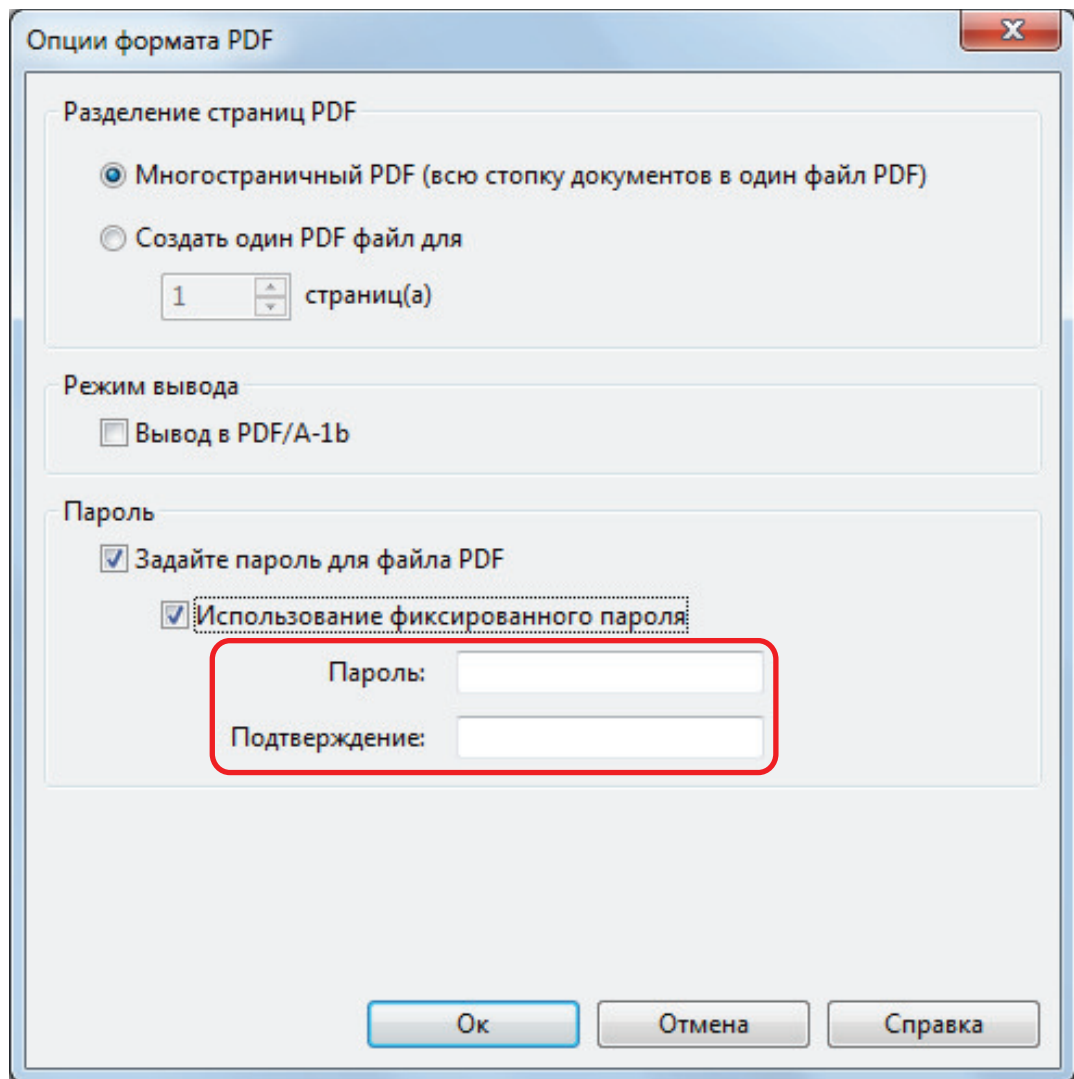 Опции формата PDF
Разделение страниц PDF
Многостраничный PDF (всю стопку документов в один файл PDF)
Создать один PDF файл для
1 страниц(а)
Режим вывода
Вывод в PDF/A-1b
Пароль
Задайте пароль для файла PDF
Использование фиксированного пароля
Пароль:
Подтверждение:
Ок Отмена Справка